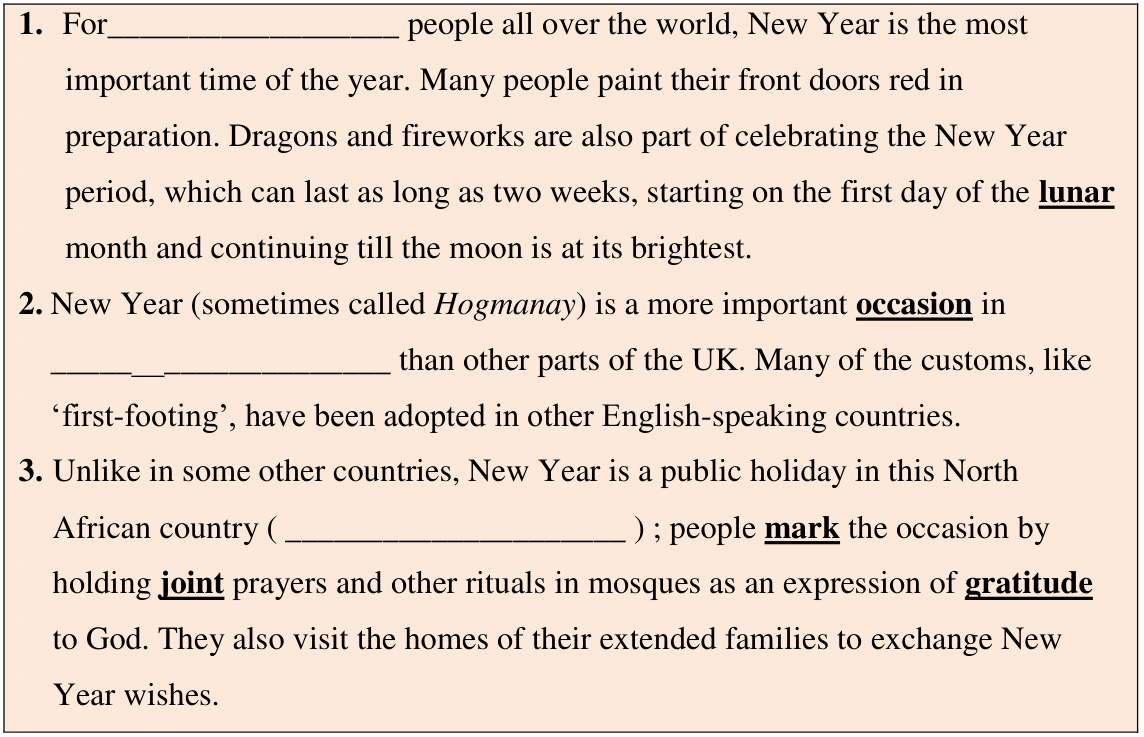 1. For__________________ people all over the world, New Year is the most
important time of the year. Many people paint their front doors red in
preparation. Dragons and fireworks are also part of celebrating the New Year
period, which can last as long as two weeks, starting on the first day of the lunar
month and continuing till the moon is at its brightest.
2. New Year (sometimes called Hogmanay) is a more important occasion in
_____________________ than other parts of the UK. Many of the customs, like
‘first-footing’, have been adopted in other English-speaking countries.
3. Unlike in some other countries, New Year is a public holiday in this North
African country ( _____________________ ) ; people mark the occasion by
holding joint prayers and other rituals in mosques as an expression of gratitude
to God. They also visit the homes of their extended families to exchange New
Year wishes.